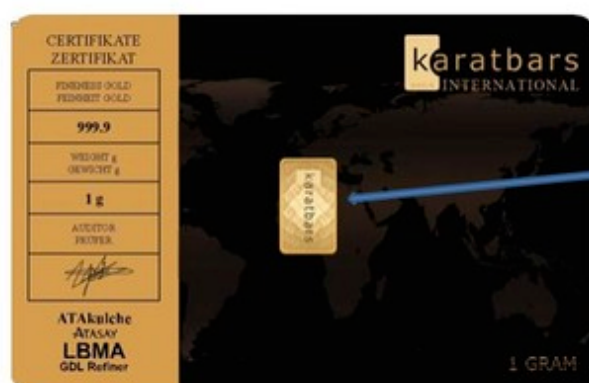 CERTIFIKATE
ZERTIFIKAT
FINENESS GOLD
FEINHEIT GOLD
999.9
WEIGHT g
GEWICHT g
1 g
AUDITOR
PRÜFER
ATAkulche
ATASAY
LBMA
GDL Refiner
karatbars
INTERNATIONAL
karatbars
1 GRAM